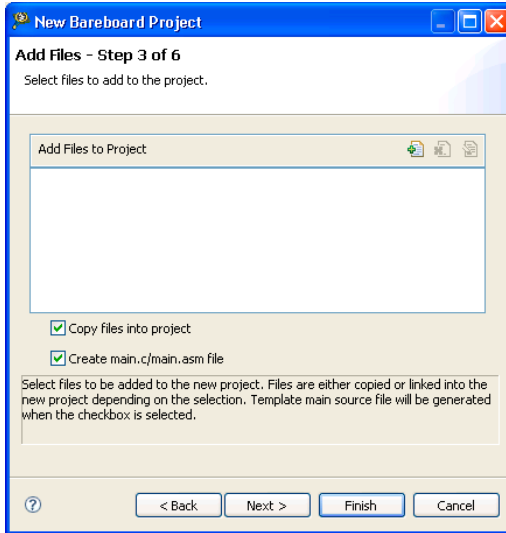 New Bareboard Project
Add Files - Step 3 of 6
Select files to add to the project.
Add Files to Project
Copy files into project
Create main.c/main.asm file
Select files to be added to the new project. Files are either copied or linked into the
new project depending on the selection. Template main source file will be generated
when the checkbox is selected.
? < Back Next > Finish Cancel